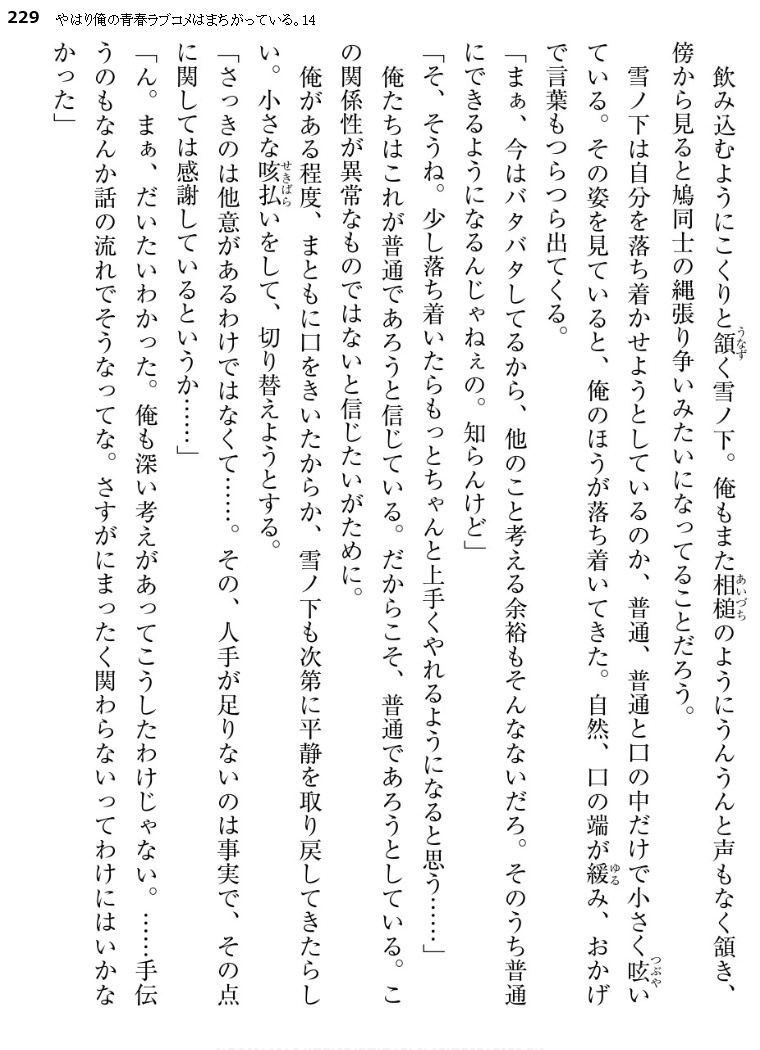 229 やはり俺の青春ラブコメはまちがっている。14
飲み込むようにこくりと頷く雪ノ下。俺もまた相槌のようにうんうんと声もなく頷き、
傍から見ると鳩同士の縄張り争いみたいになってることだろう。
雪ノ下は自分を落ち着かせようとしているのか、普通、普通と口の中だけで小さく呟い
ている。その姿を見ていると、俺のほうが落ち着いてきた。自然、口の端が緩み、おかげ
で言葉もつらつら出てくる。
「まぁ、今はバタバタしてるから、他のこと考える余裕もそんなないだろ。そのうち普通
にできるようになるんじゃねぇの。知らんけど」
「そ、そうね。少し落ち着いたらもっとちゃんと上手くやれるようになると思う……」
俺たちはこれが普通であろうと信じている。だからこそ、普通であろうとしている。こ
の関係性が異常なものではないと信じたいがために。
俺がある程度、まともに口をきいたからか、雪ノ下も次第に平静を取り戻してきたらし
い。小さな咳払いをして、切り替えようとする。
「さっきのは他意があるわけではなくて……。その、人手が足りないのは事実で、その点
に関しては感謝しているというか……」
「ん。まぁ、だいたいわかった。俺も深い考えがあってこうしたわけじゃない。……手伝
うのもなんか話の流れでそうなってな。さすがにまったく関わらないってわけにはいかな
かった」